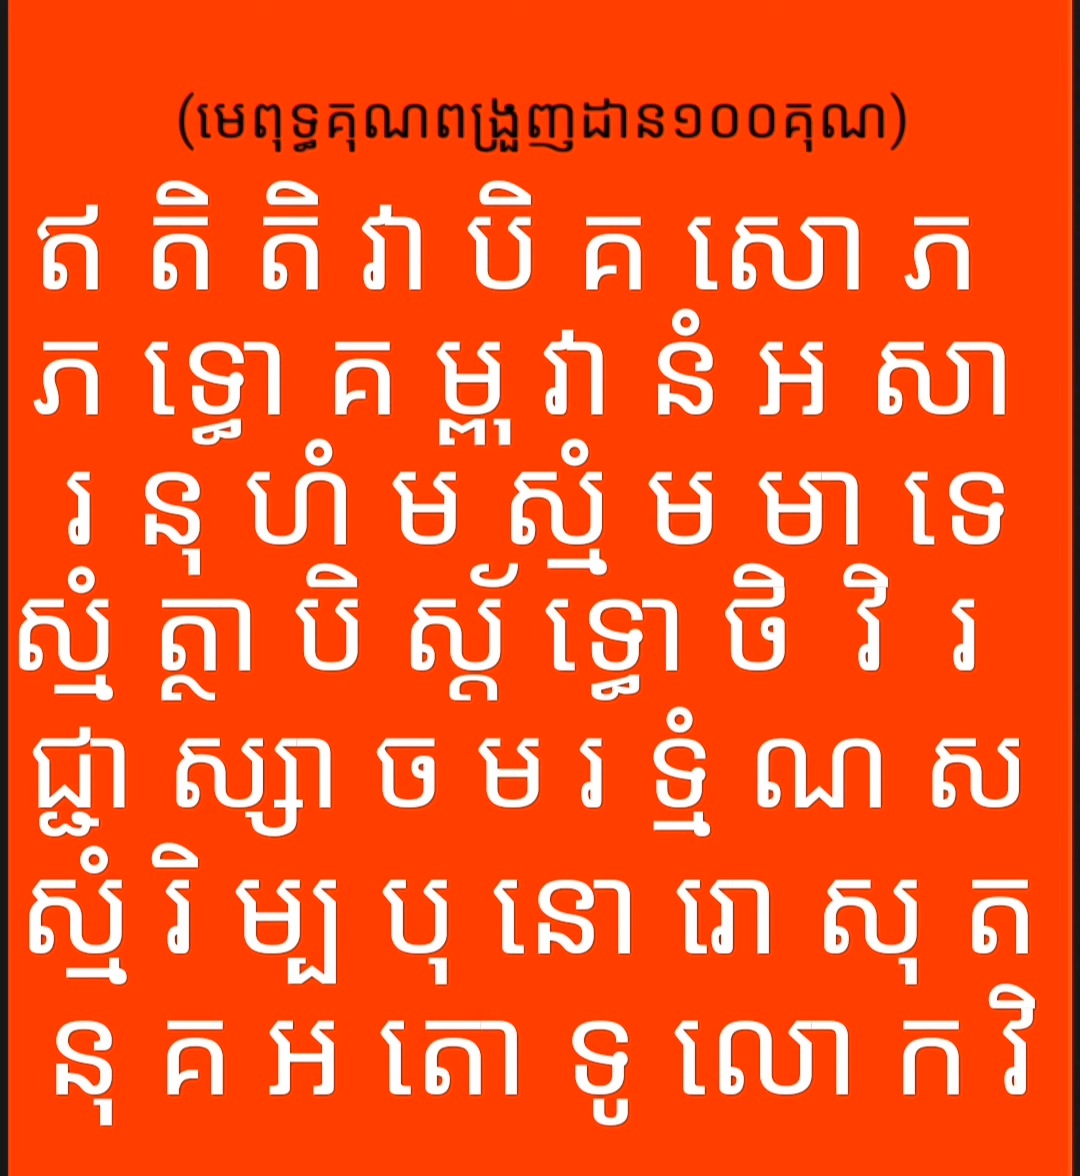 (មេពុទ្ធគុណពង្រួញដាន១០០គុណ)
ឥ តិ តិ វា បិ គ សោ ភ
ភ ទ្ធោ គ ម្ពុ វា នំ អ សា
រ នុ ហំ ម ស្មំ ម មា ទេ
ស្មំ ត្ថា បិ ស្ត័ ទ្ធោ ថិ វិ រ
ជ្ជា ស្សា ច ម រ ទ្មំ ណ ស
ស្មំ រិ ម្ប បុ នោ រោ សុ ត
នុ គ អ តោ ទូ លោ ក វិ